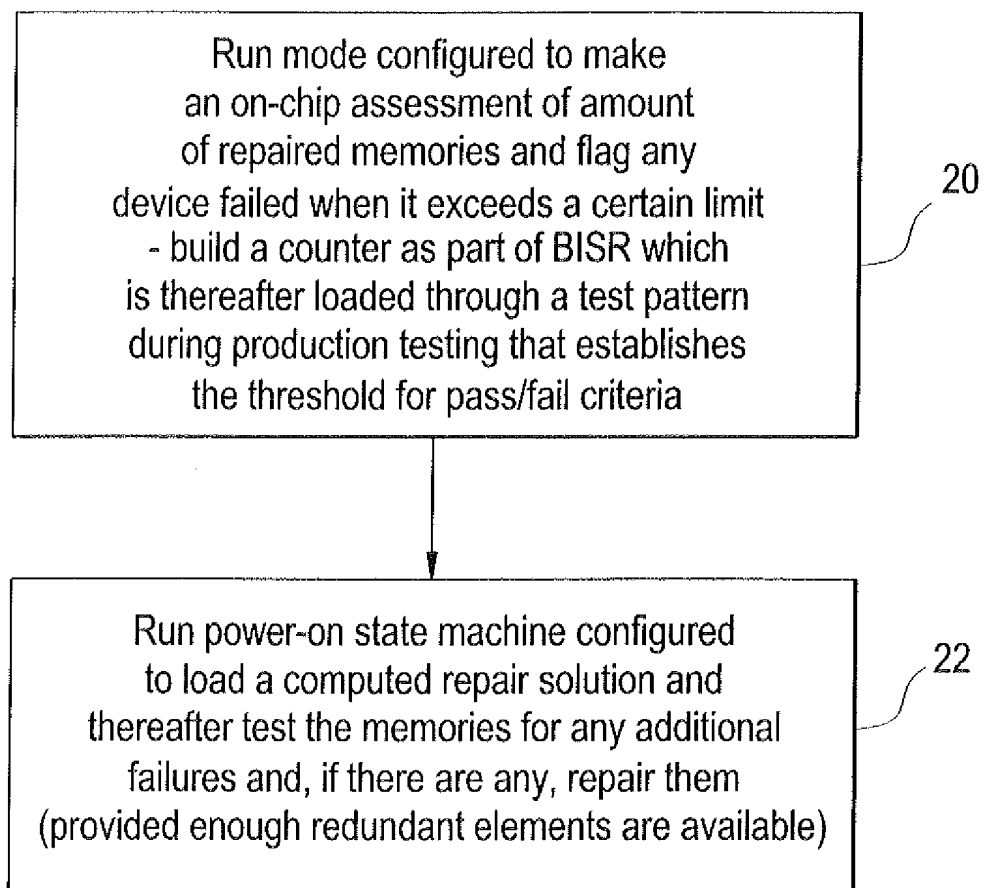 Run mode configured to make
an on-chip assessment of amount
of repaired memories and flag any
device failed when it exceeds a certain limit
- build a counter as part of BISR which
is thereafter loaded through a test pattern
during production testing that establishes
the threshold for pass/fail criteria
20
Run power-on state machine configured
to load a computed repair solution and
thereafter test the memories for any additional
failures and, if there are any, repair them
(provided enough redundant elements are available)
22